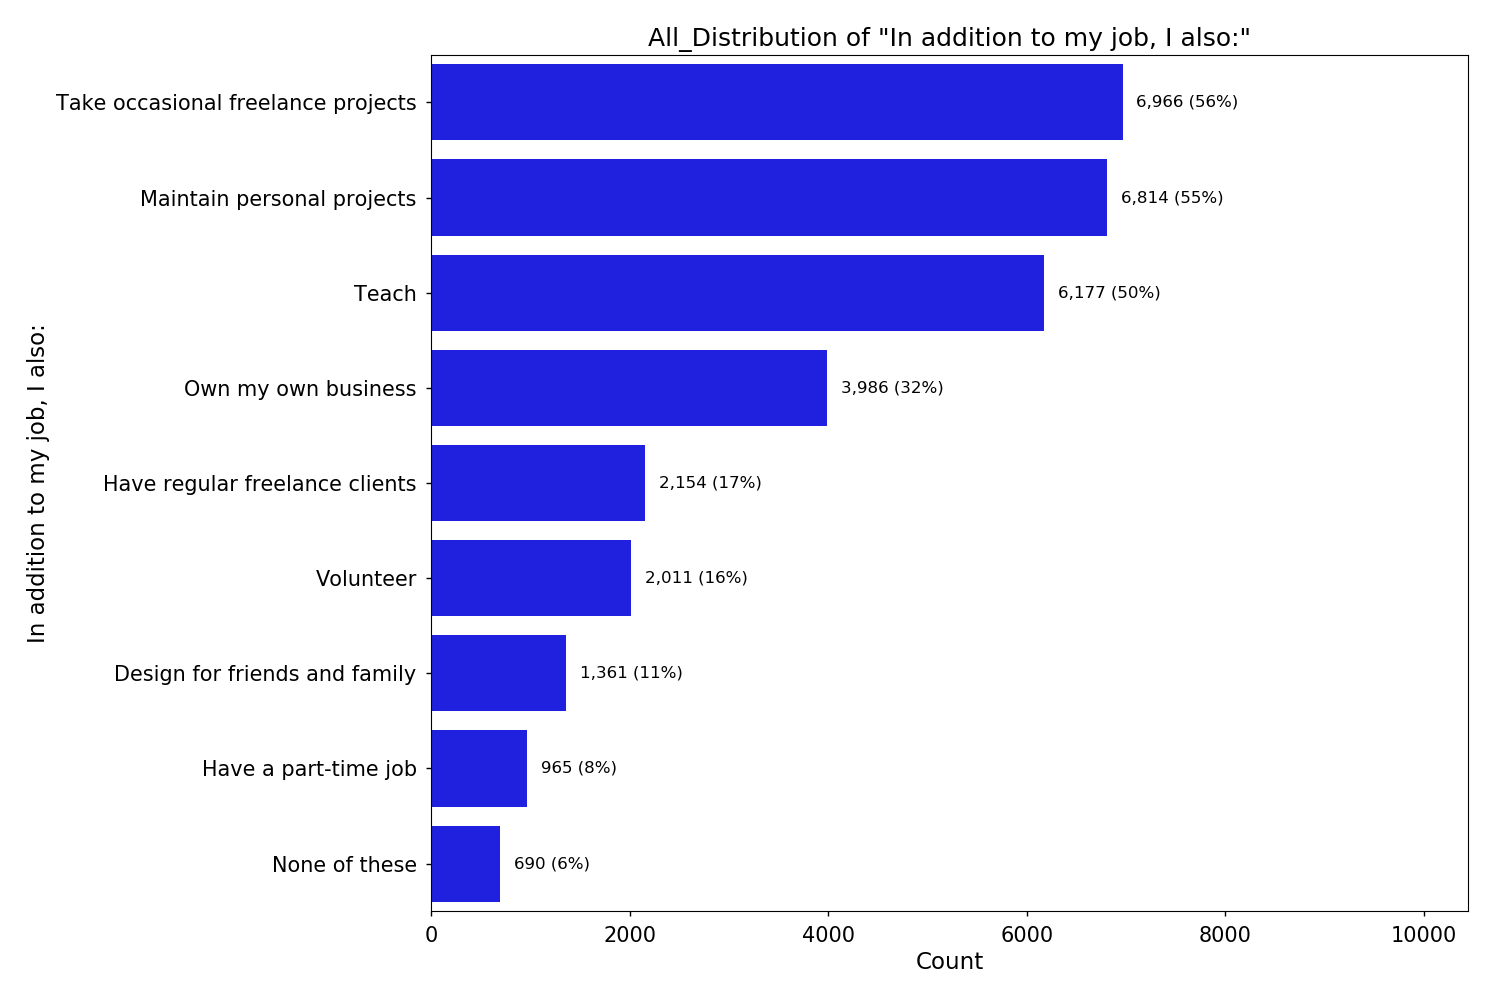 All_Distribution of "In addition to my job, I also:"
Take occasional freelance projects 6,966 (56%)
Maintain personal projects 6,814 (55%)
Teach 6,177 (50%)
Own my own business 3,986 (32%)
Have regular freelance clients 2,154 (17%)
Volunteer 2,011 (16%)
Design for friends and family 1,361 (11%)
Have a part-time job 965 (8%)
None of these 690 (6%)
In addition to my job, I also:
0 2000 4000 6000 8000 10000
Count